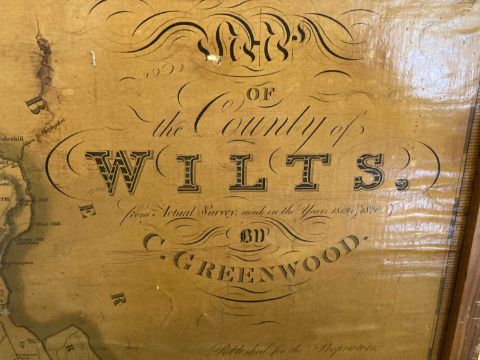 MAP
OF
the County of
WILTS,
from Actual Survey, made in the Years 1819 & 1820
BY
C. GREENWOOD.
Published for the Proprietors
B
E
R